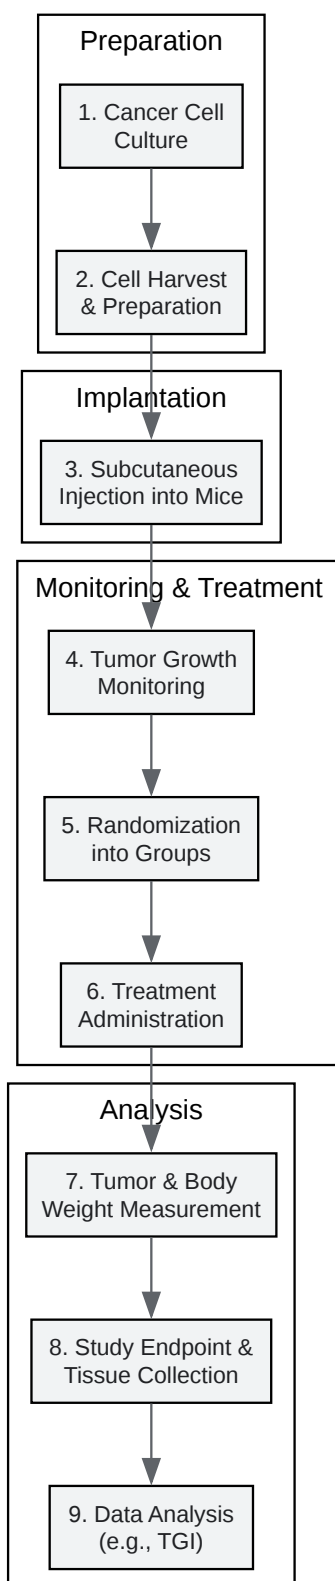 Preparation
1. Cancer Cell
Culture
2. Cell Harvest
& Preparation
Implantation
3. Subcutaneous
Injection into Mice
Monitoring & Treatment
4. Tumor Growth
Monitoring
5. Randomization
into Groups
6. Treatment
Administration
Analysis
7. Tumor & Body
Weight Measurement
8. Study Endpoint &
Tissue Collection
9. Data Analysis
(e.g., TGI)